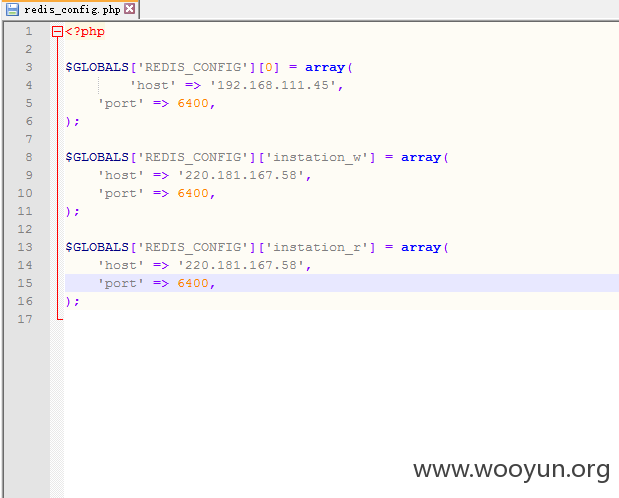 redis_config.php
1 <?php
2
3 $GLOBALS['REDIS_CONFIG'][0] = array(
4 'host' => '192.168.111.45',
5 'port' => 6400,
6 );
7
8 $GLOBALS['REDIS_CONFIG']['instation_w'] = array(
9 'host' => '220.181.167.58',
10 'port' => 6400,
11 );
12
13 $GLOBALS['REDIS_CONFIG']['instation_r'] = array(
14 'host' => '220.181.167.58',
15 'port' => 6400,
16 );
17
www.wooyun.org